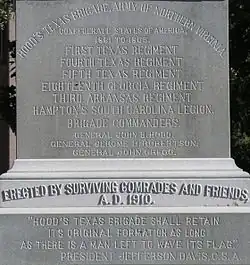 HOOD'S TEXAS BRIGADE, ARMY OF NORTHERN VIRGINIA
CONFEDERATE STATES OF AMERICA
1861 TO 1865.
FIRST TEXAS REGIMENT
FOURTH TEXAS REGIMENT
FIFTH TEXAS REGIMENT
EIGHTEENTH GEORGIA REGIMENT
THIRD ARKANSAS REGIMENT
HAMPTON'S SOUTH CAROLINA LEGION.
BRIGADE COMMANDERS.
GENERAL JOHN B. HOOD.
GENERAL JEROME B. ROBERTSON.
GENERAL JOHN GREGG.
ERECTED BY SURVIVING COMRADES AND FRIENDS,
A.D. 1910.
"HOOD'S TEXAS BRIGADE SHALL RETAIN
ITS ORIGINAL FORMATION AS LONG
AS THERE IS A MAN LEFT TO WAVE ITS FLAG"
PRESIDENT JEFFERSON DAVIS, C.S.A.